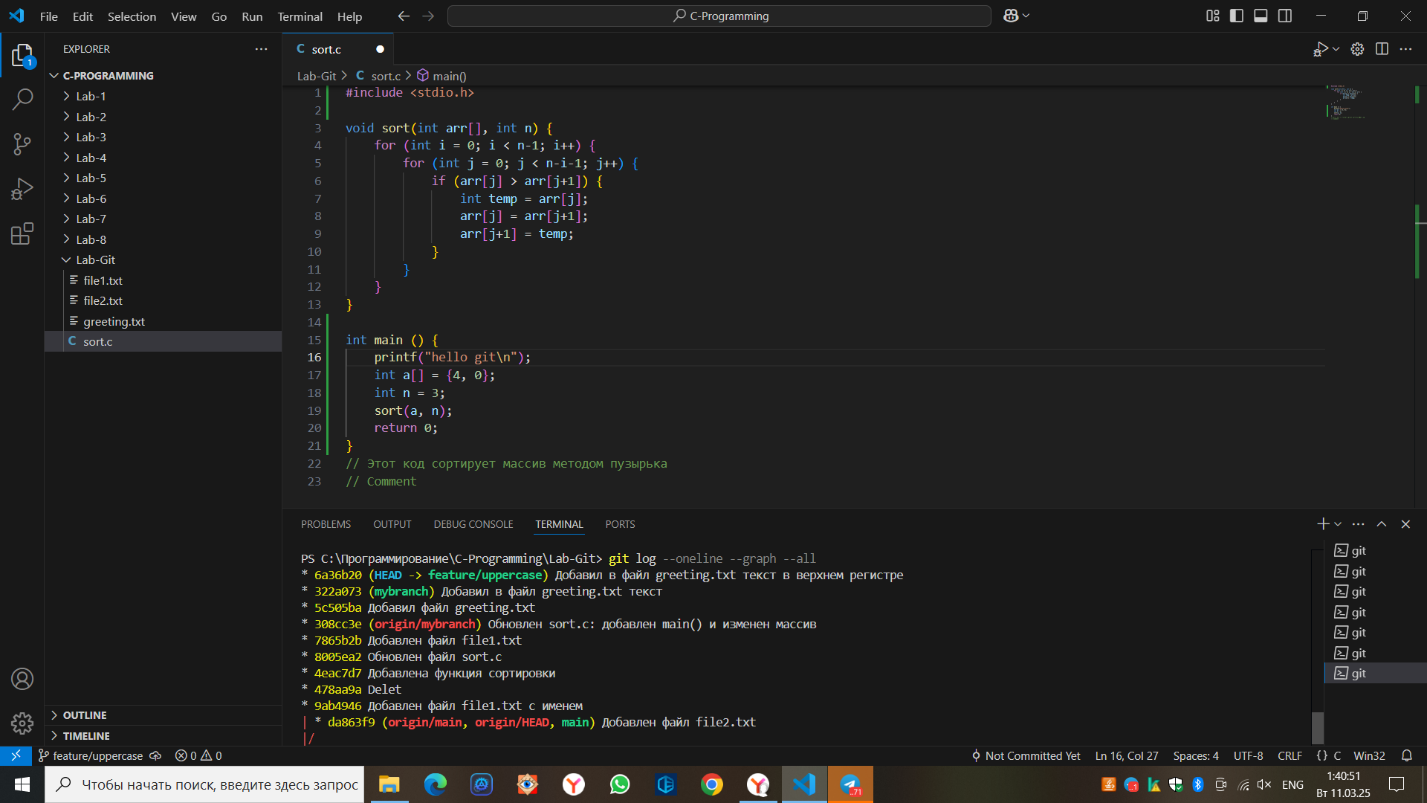 File Edit Selection View Go Run Terminal Help
C-Programming
EXPLORER
1
C-PROGRAMMING
Lab-1
Lab-2
Lab-3
Lab-4
Lab-5
Lab-6
Lab-7
Lab-8
Lab-Git
file1.txt
file2.txt
greeting.txt
C sort.c
OUTLINE
TIMELINE
C sort.c
Lab-Git > C sort.c > main()
1 #include <stdio.h>
2
3 void sort(int arr[], int n) {
4 for (int i = 0; i < n-1; i++) {
5 for (int j = 0; j < n-i-1; j++) {
6 if (arr[j] > arr[j+1]) {
7 int temp = arr[j];
8 arr[j] = arr[j+1];
9 arr[j+1] = temp;
10 }
11 }
12 }
13 }
14
15 int main () {
16 printf("hello git\n");
17 int a[] = {4, 0};
18 int n = 3;
19 sort(a, n);
20 return 0;
21 }
22 // Этот код сортирует массив методом пузырька
23 // Comment
PROBLEMS OUTPUT DEBUG CONSOLE TERMINAL PORTS
PS C:\Программирование\C-Programming\Lab-Git> git log --oneline --graph --all
* 6a36b20 (HEAD -> feature/uppercase) Добавил в файл greeting.txt текст в верхнем регистре
* 322a073 (mybranch) Добавил в файл greeting.txt текст
* 5c505ba Добавил файл greeting.txt
* 308cc3e (origin/mybranch) Обновлен sort.c: добавлен main() и изменен массив
* 7865b2b Добавлен файл file1.txt
* 8005ea2 Обновлен файл sort.c
* 4eac7d7 Добавлена функция сортировки
* 478aa9a Delet
* 9ab4946 Добавлен файл file1.txt с именем
| * da863f9 (origin/main, origin/HEAD, main) Добавлен файл file2.txt
|/
git
git
git
git
git
git
git
feature/uppercase 0 0 Not Committed Yet Ln 16, Col 27 Spaces: 4 UTF-8 CRLF {} C Win32
Чтобы начать поиск, введите здесь запрос
ENG
1:40:51
Вт 11.03.25